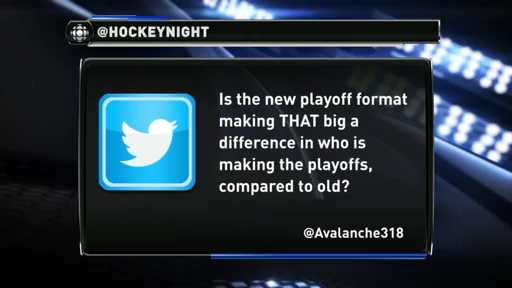 @HOCKEYNIGHT
Is the new playoff format
making THAT big a
difference in who is
making the playoffs,
compared to old?
@Avalanche318